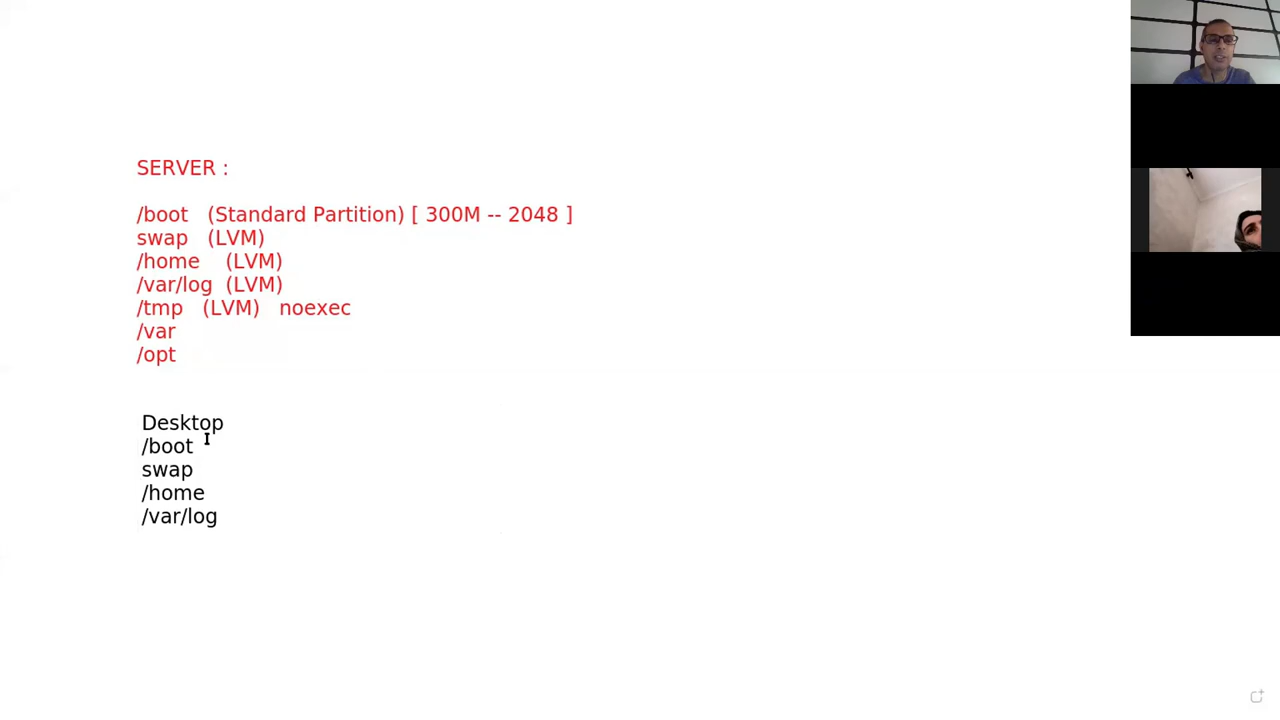 SERVER :
/boot (Standard Partition) [ 300M -- 2048 ]
swap (LVM)
/home (LVM)
/var/log (LVM)
/tmp (LVM) noexec
/var
/opt
Desktop
/boot
swap
/home
/var/log